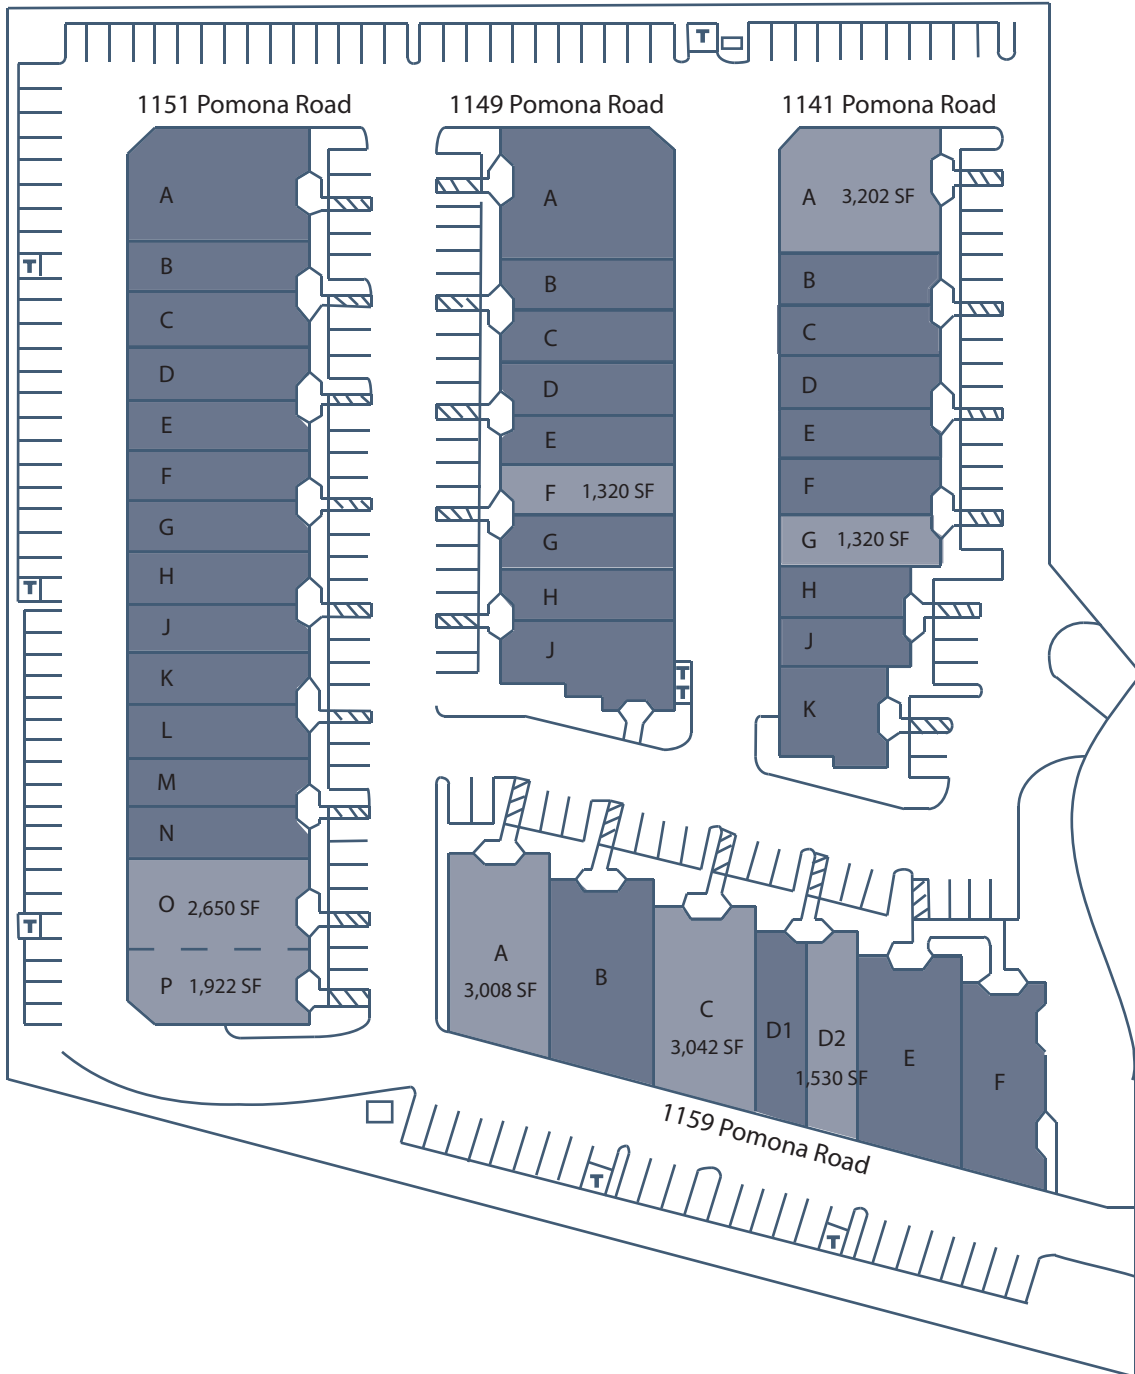 T
1151 Pomona Road
1149 Pomona Road
1141 Pomona Road
A
B
C
D
E
F
G
H
J
K
L
M
N
O 2,650 SF
P 1,922 SF
T
T
T
A
B
C
D
E
F 1,320 SF
G
H
J
T
T
A 3,202 SF
B
C
D
E
F
G 1,320 SF
H
J
K
A
3,008 SF
B
C
3,042 SF
D1
D2
1,530 SF
E
F
1159 Pomona Road
T
T